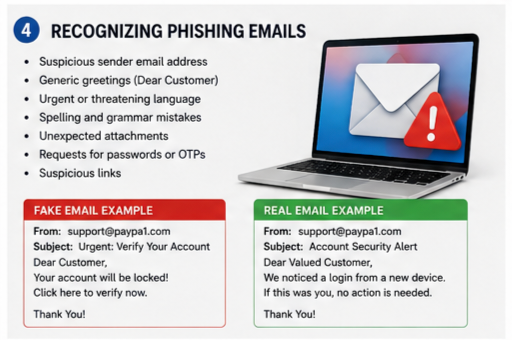 4 RECOGNIZING PHISHING EMAILS
• Suspicious sender email address
• Generic greetings (Dear Customer)
• Urgent or threatening language
• Spelling and grammar mistakes
• Unexpected attachments
• Requests for passwords or OTPs
• Suspicious links
FAKE EMAIL EXAMPLE
From: support@paypa1.com
Subject: Urgent: Verify Your Account
Dear Customer,
Your account will be locked!
Click here to verify now.
Thank You!
REAL EMAIL EXAMPLE
From: support@paypa1.com
Subject: Account Security Alert
Dear Valued Customer,
We noticed a login from a new device.
If this was you, no action is needed.
Thank You!